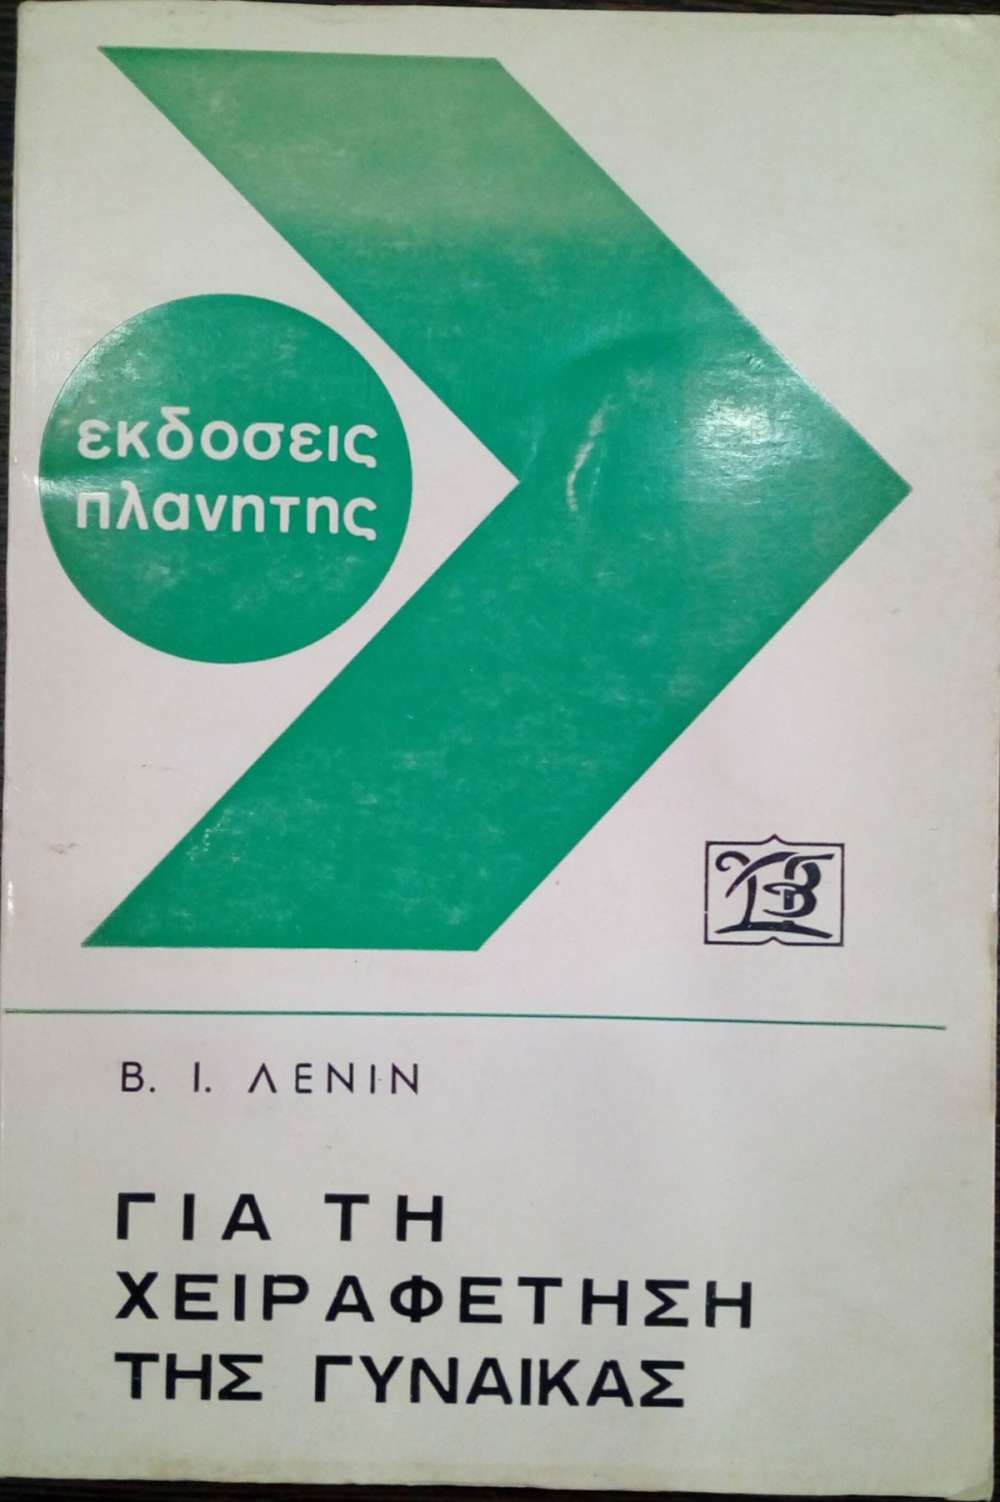 εκδοσεις
πλανητης
Β. Ι. ΛΕΝΙΝ
ΓΙΑ ΤΗ
ΧΕΙΡΑΦΕΤΗΣΗ
ΤΗΣ ΓΥΝΑΙΚΑΣ